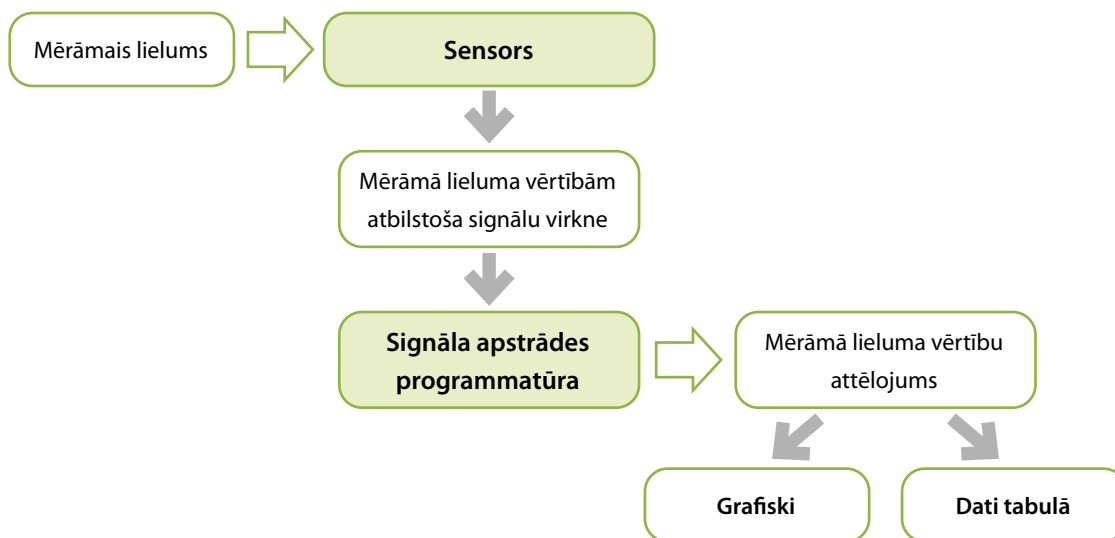 Mērāmais lielums
Sensors
Mērāmā lieluma vērtībām
atbilstoša signālu virkne
Signāla apstrādes
programmatūra
Mērāmā lieluma vērtību
attēlojums
Grafiski
Dati tabulā